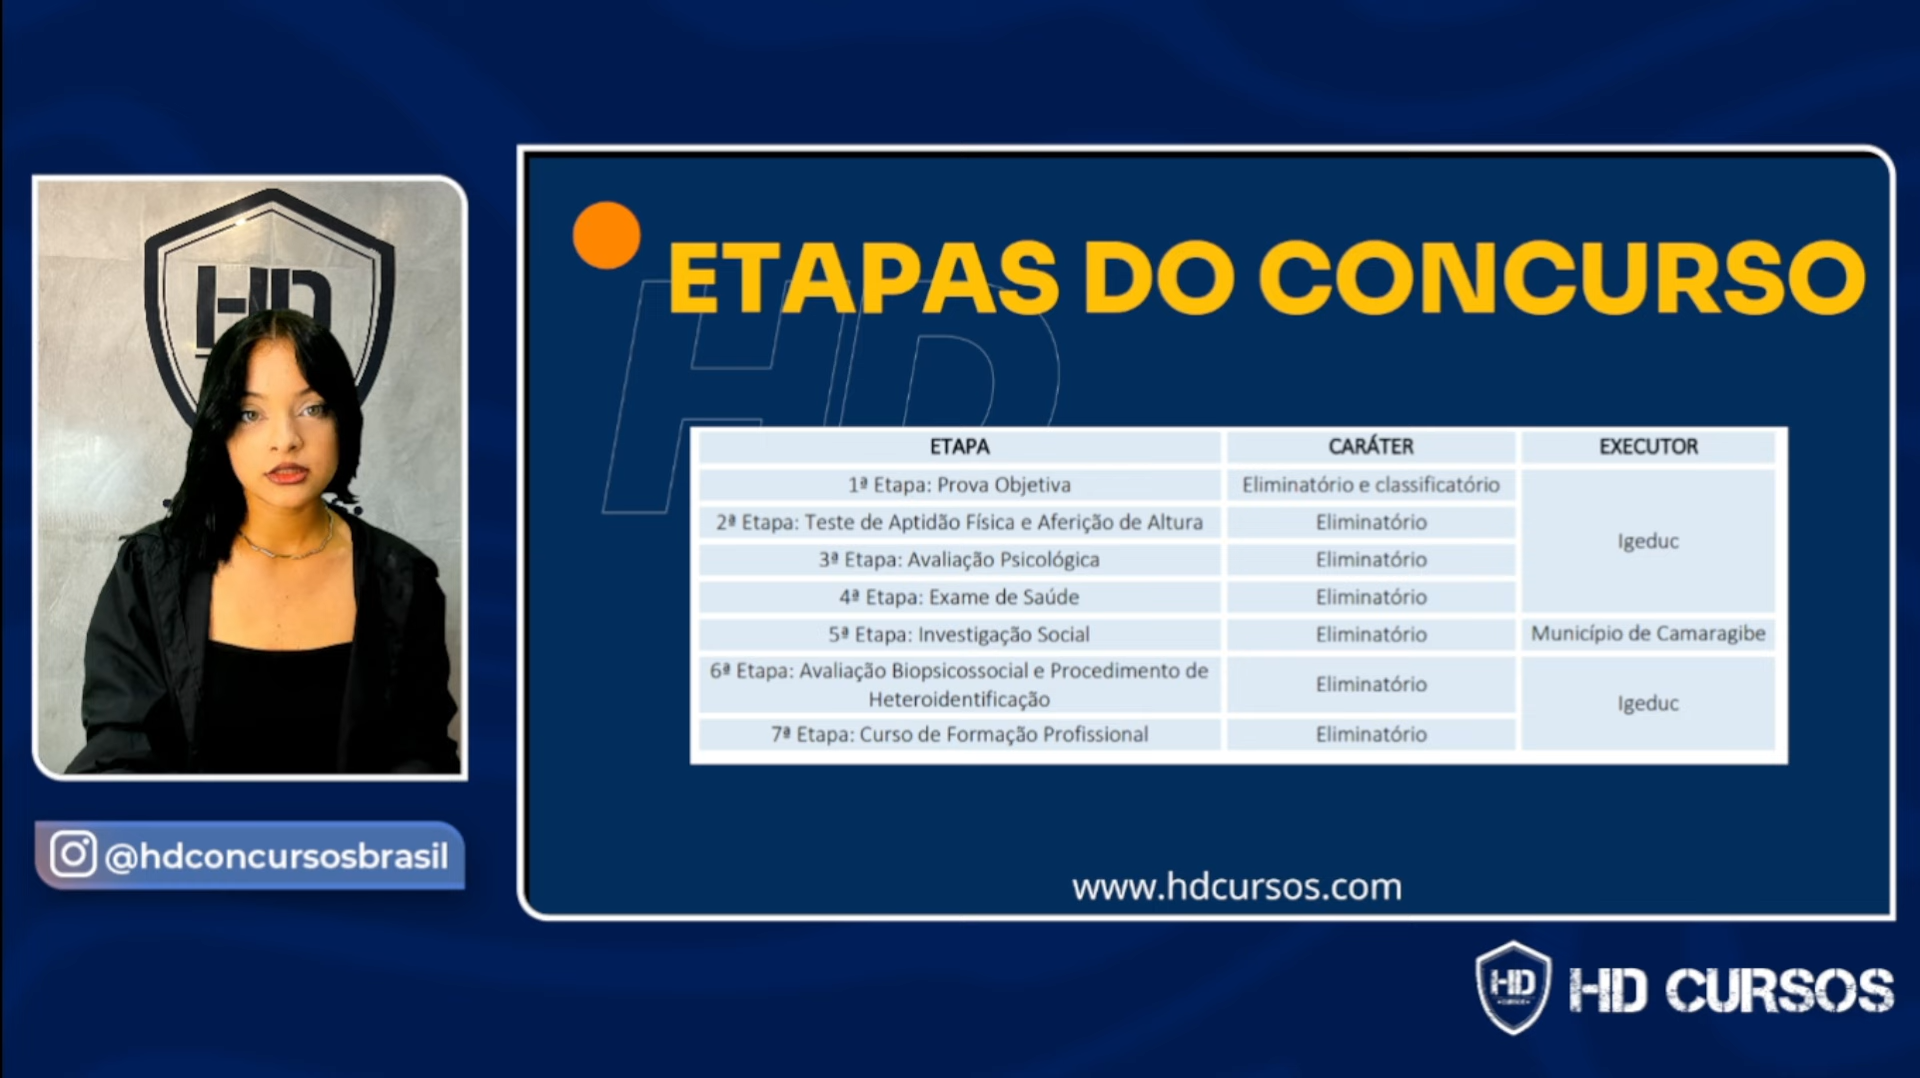 HD
@hdconcursosbrasil
ETAPAS DO CONCURSO
HD
ETAPA CARÁTER EXECUTOR
1ª Etapa: Prova Objetiva Eliminatório e classificatório
2ª Etapa: Teste de Aptidão Física e Aferição de Altura Eliminatório
Igeduc
3ª Etapa: Avaliação Psicológica Eliminatório
4ª Etapa: Exame de Saúde Eliminatório
5ª Etapa: Investigação Social Eliminatório Município de Camaragibe
6ª Etapa: Avaliação Biopsicossocial e Procedimento de
Heteroidentificação Eliminatório
Igeduc
7ª Etapa: Curso de Formação Profissional Eliminatório
www.hdcursos.com
HD
HD CURSOS